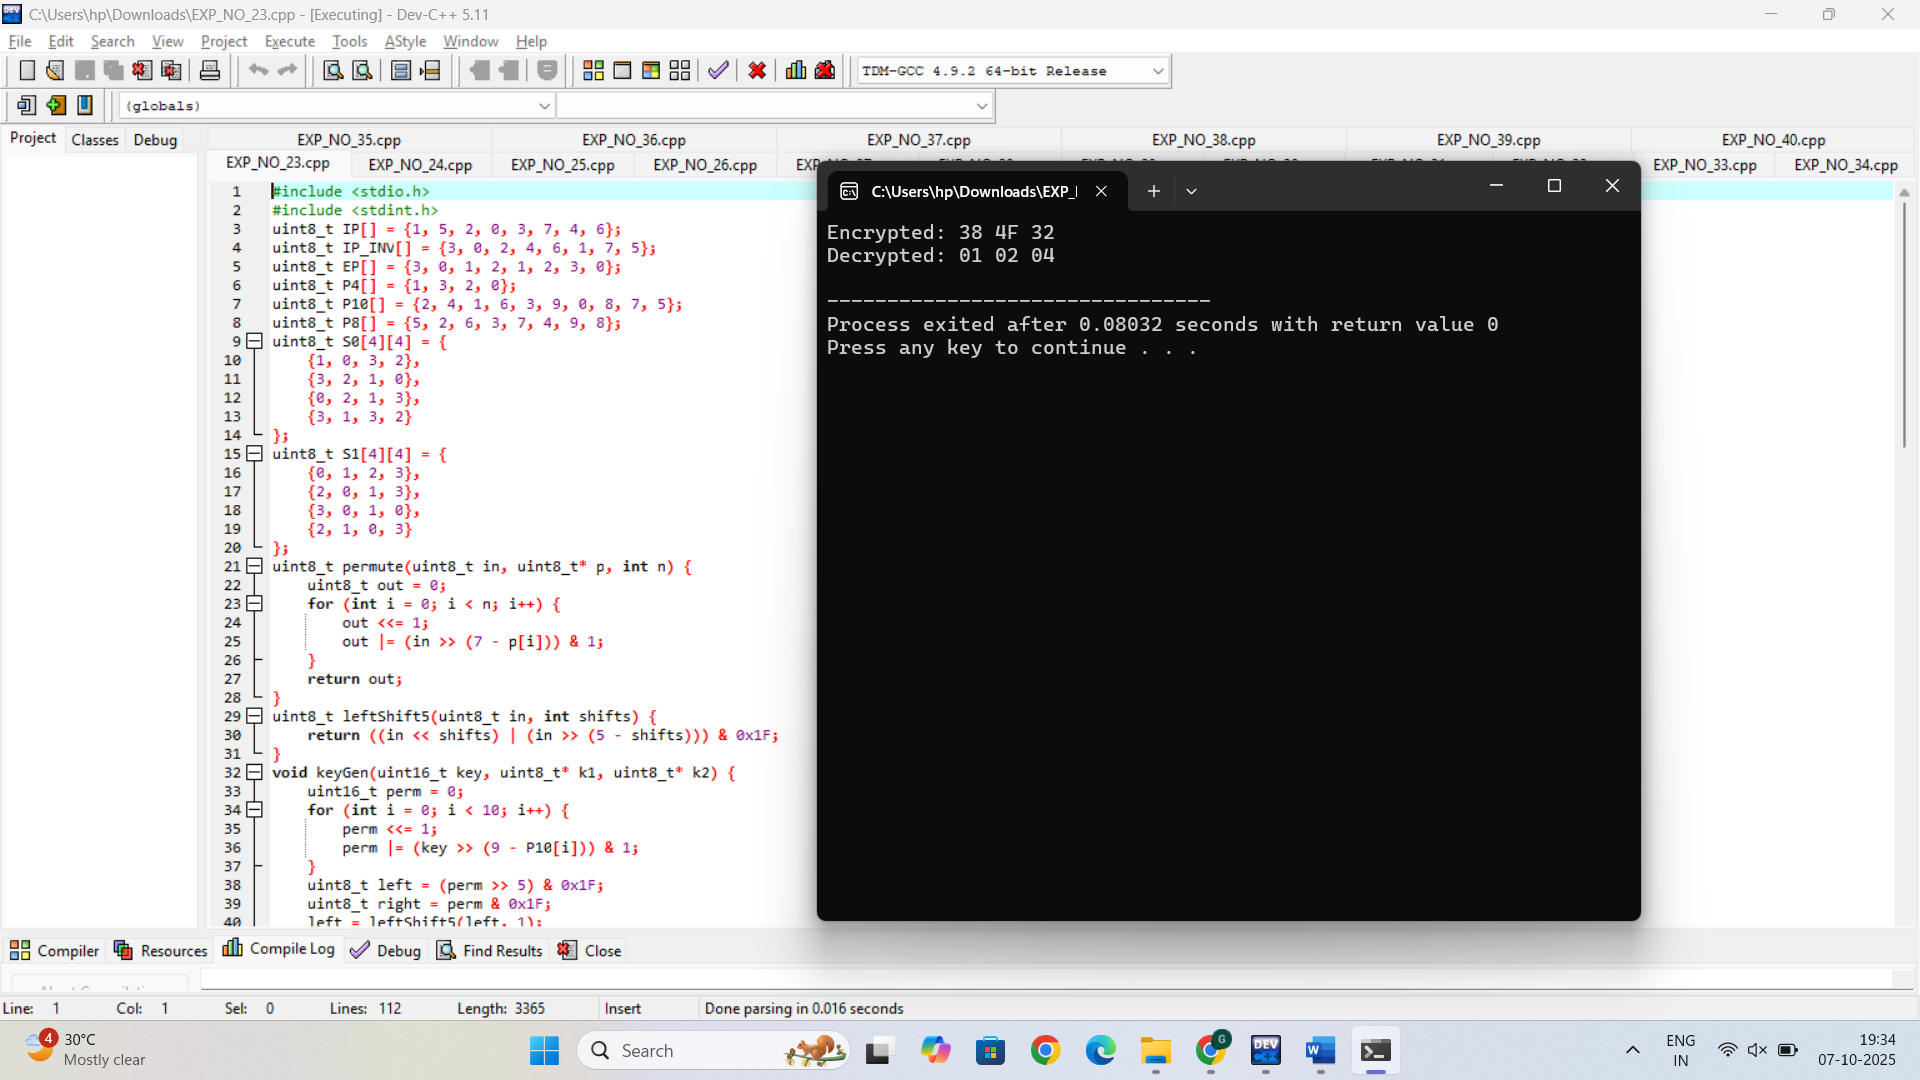 C:\Users\hp\Downloads\EXP_NO_23.cpp - [Executing] - Dev-C++ 5.11
File Edit Search View Project Execute Tools AStyle Window Help
TDM-GCC 4.9.2 64-bit Release
(globals)
Project Classes Debug
EXP_NO_35.cpp EXP_NO_36.cpp EXP_NO_37.cpp EXP_NO_38.cpp EXP_NO_39.cpp EXP_NO_40.cpp
EXP_NO_23.cpp EXP_NO_24.cpp EXP_NO_25.cpp EXP_NO_26.cpp EXP_NO_33.cpp EXP_NO_34.cpp
1 #include <stdio.h>
2 #include <stdint.h>
3 uint8_t IP[] = {1, 5, 2, 0, 3, 7, 4, 6};
4 uint8_t IP_INV[] = {3, 0, 2, 4, 6, 1, 7, 5};
5 uint8_t EP[] = {3, 0, 1, 2, 1, 2, 3, 0};
6 uint8_t P4[] = {1, 3, 2, 0};
7 uint8_t P10[] = {2, 4, 1, 6, 3, 9, 0, 8, 7, 5};
8 uint8_t P8[] = {5, 2, 6, 3, 7, 4, 9, 8};
9 uint8_t S0[4][4] = {
10 {1, 0, 3, 2},
11 {3, 2, 1, 0},
12 {0, 2, 1, 3},
13 {3, 1, 3, 2}
14 };
15 uint8_t S1[4][4] = {
16 {0, 1, 2, 3},
17 {2, 0, 1, 3},
18 {3, 0, 1, 0},
19 {2, 1, 0, 3}
20 };
21 uint8_t permute(uint8_t in, uint8_t* p, int n) {
22 uint8_t out = 0;
23 for (int i = 0; i < n; i++) {
24 out <<= 1;
25 out |= (in >> (7 - p[i])) & 1;
26 }
27 return out;
28 }
29 uint8_t leftShift5(uint8_t in, int shifts) {
30 return ((in << shifts) | (in >> (5 - shifts))) & 0x1F;
31 }
32 void keyGen(uint16_t key, uint8_t* k1, uint8_t* k2) {
33 uint16_t perm = 0;
34 for (int i = 0; i < 10; i++) {
35 perm <<= 1;
36 perm |= (key >> (9 - P10[i])) & 1;
37 }
38 uint8_t left = (perm >> 5) & 0x1F;
39 uint8_t right = perm & 0x1F;
40 left = leftShift5(left, 1);
C:\Users\hp\Downloads\EXP_
Encrypted: 38 4F 32
Decrypted: 01 02 04
--------------------------------
Process exited after 0.08032 seconds with return value 0
Press any key to continue . . .
Compiler Resources Compile Log Debug Find Results Close
Line: 1 Col: 1 Sel: 0 Lines: 112 Length: 3365 Insert Done parsing in 0.016 seconds
4
30°C
Mostly clear
Search
G
DEV
W
ENG
IN
19:34
07-10-2025